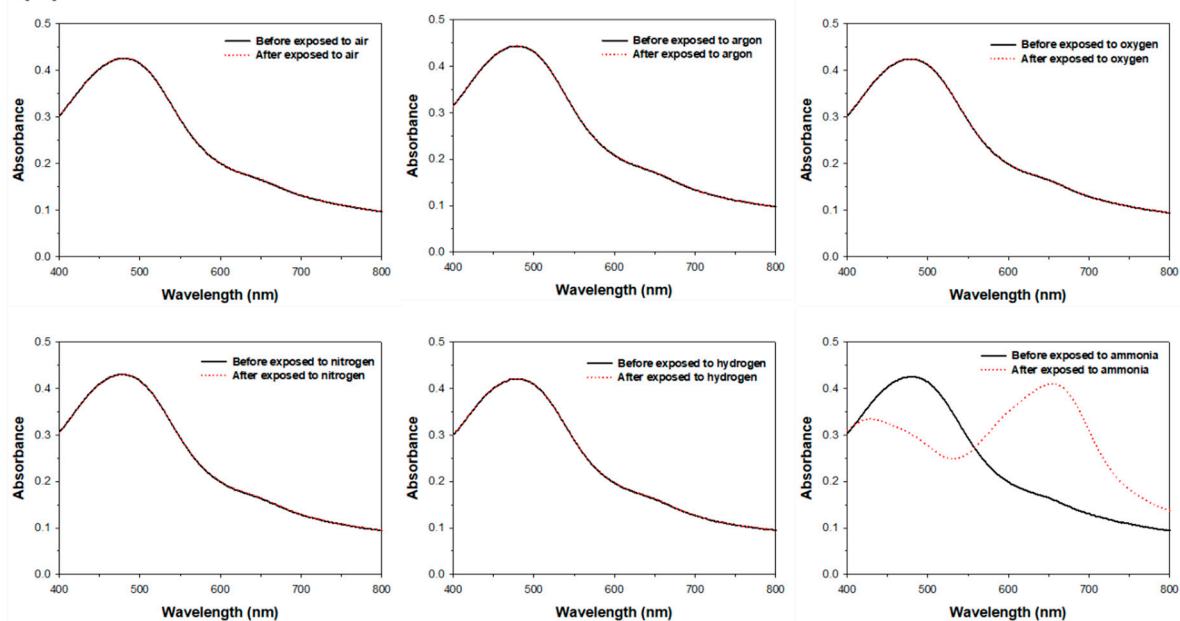 Before exposed to air
After exposed to air
0.5
0.4
0.3
0.2
0.1
0.0
Absorbance
400 500 600 700 800
Wavelength (nm)
Before exposed to argon
After exposed to argon
0.5
0.4
0.3
0.2
0.1
0.0
Absorbance
400 500 600 700 800
Wavelength (nm)
Before exposed to oxygen
After exposed to oxygen
0.5
0.4
0.3
0.2
0.1
0.0
Absorbance
400 500 600 700 800
Wavelength (nm)
Before exposed to nitrogen
After exposed to nitrogen
0.5
0.4
0.3
0.2
0.1
0.0
Absorbance
400 500 600 700 800
Wavelength (nm)
Before exposed to hydrogen
After exposed to hydrogen
0.5
0.4
0.3
0.2
0.1
0.0
Absorbance
400 500 600 700 800
Wavelength (nm)
Before exposed to ammonia
After exposed to ammonia
0.5
0.4
0.3
0.2
0.1
0.0
Absorbance
400 500 600 700 800
Wavelength (nm)